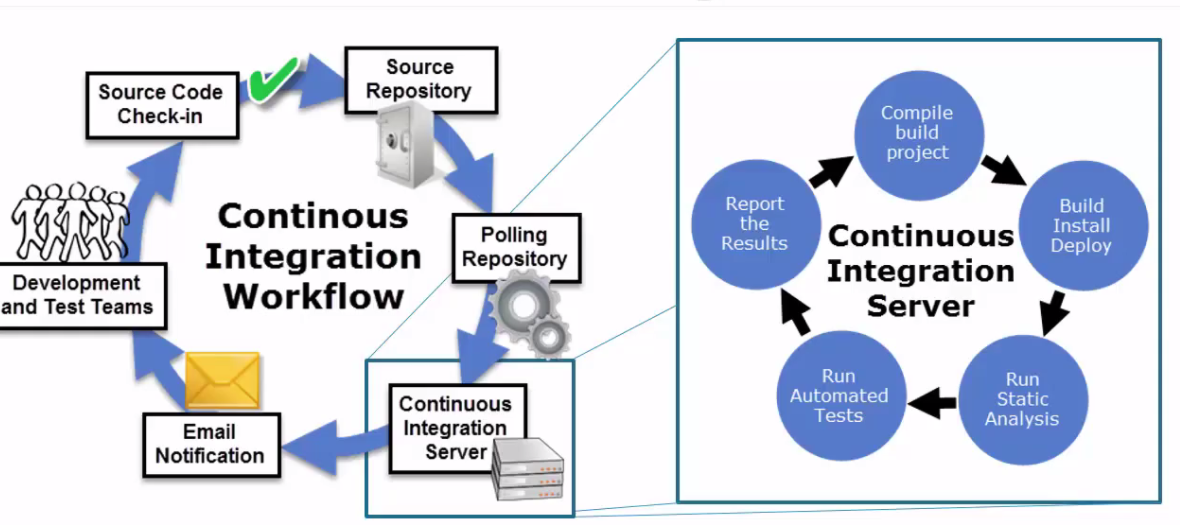 Source Code
Check-in
Source
Repository
Continous
Integration
Workflow
Polling
Repository
Development
and Test Teams
Email
Notification
Continuous
Integration
Server
Compile
build
project
Build
Install
Deploy
Run
Static
Analysis
Run
Automated
Tests
Report
the
Results
Continuous
Integration
Server